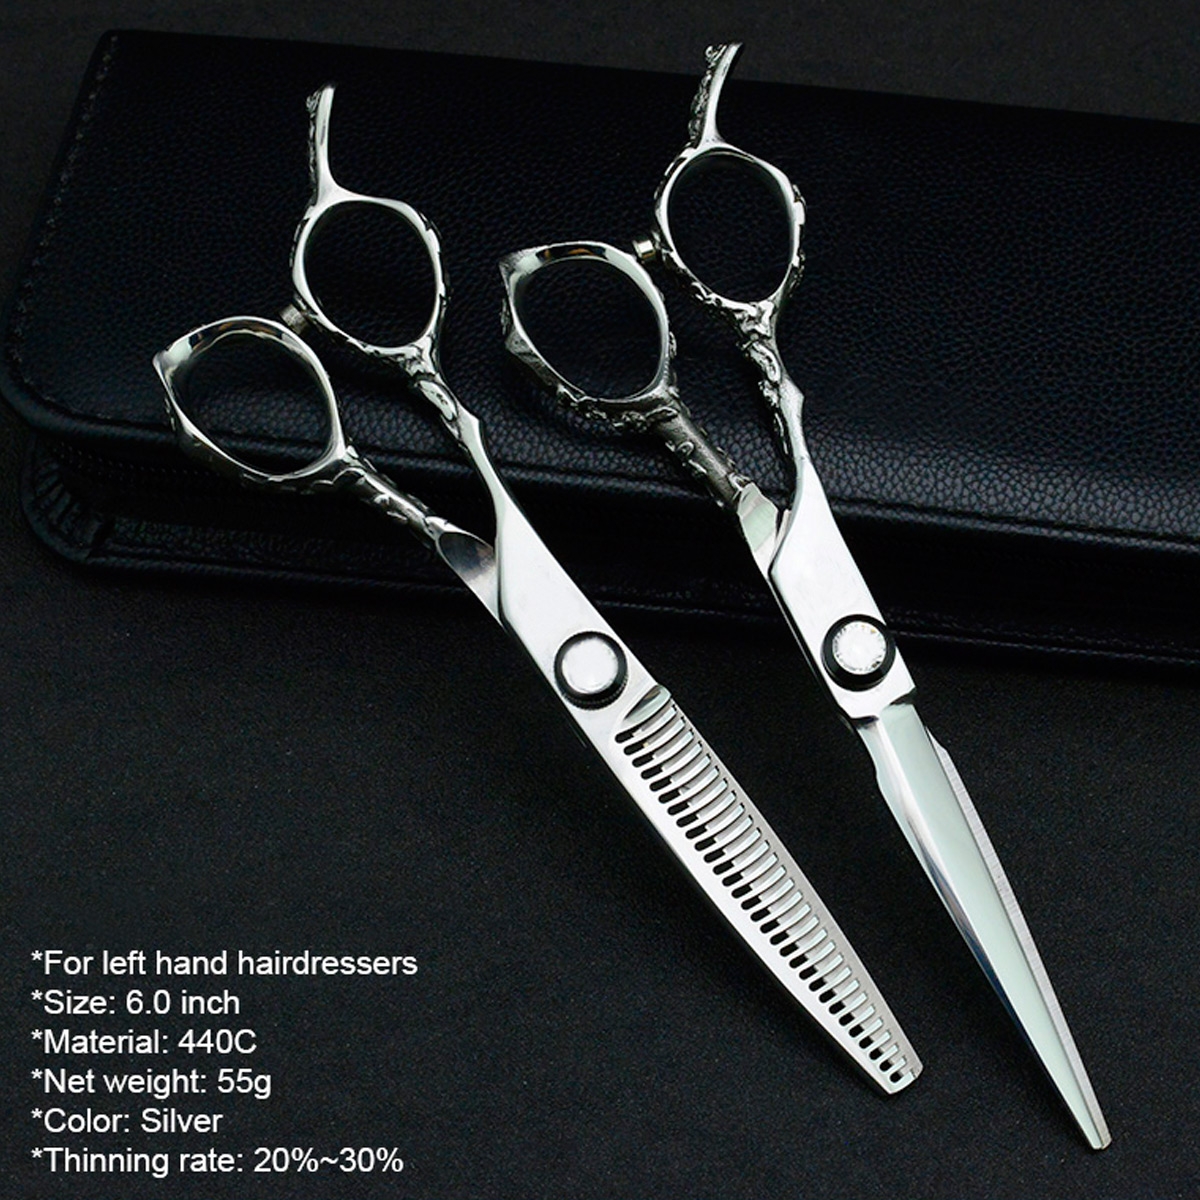 *For left hand hairdressers
*Size: 6.0 inch
*Material: 440C
*Net weight: 55g
*Color: Silver
*Thinning rate: 20%~30%